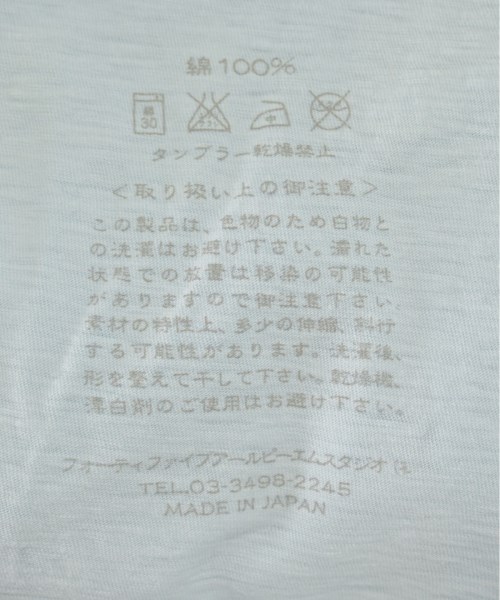 綿100%
弱
30
中
タンブラー乾燥禁止
<取り扱い上の御注意>
この製品は、色物のため白物と
の洗濯はお避け下さい。濡れた
状態での放置は移染の可能性
がありますので御注意下さい。
素材の特性上、多少の伸縮、斜行
する可能性があります。洗濯後、
形を整えて干して下さい。乾燥機、
漂白剤のご使用はお避け下さい。
フォーティファイブアールピーエムスタジオ
TEL.03-3498-2245
MADE IN JAPAN